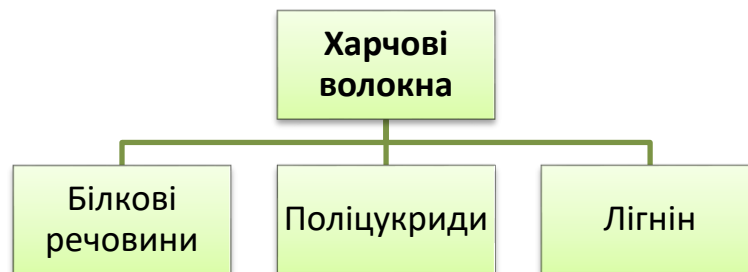 Харчові
волокна
Білкові
речовини
Поліцукриди
Лігнін